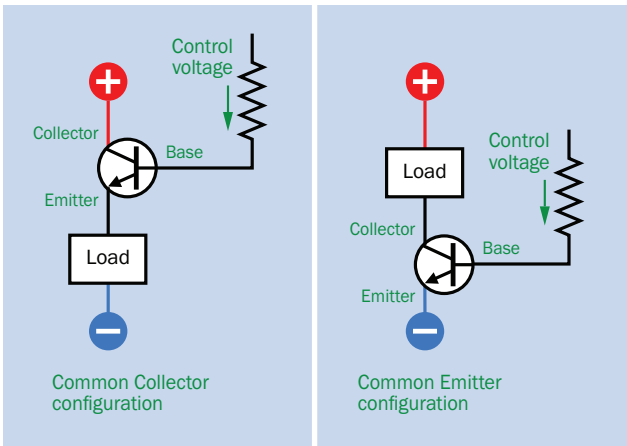 Control
voltage
+
Collector
Base
Emitter
Load
−
Common Collector
configuration
+
Control
voltage
Load
Collector
Base
Emitter
−
Common Emitter
configuration